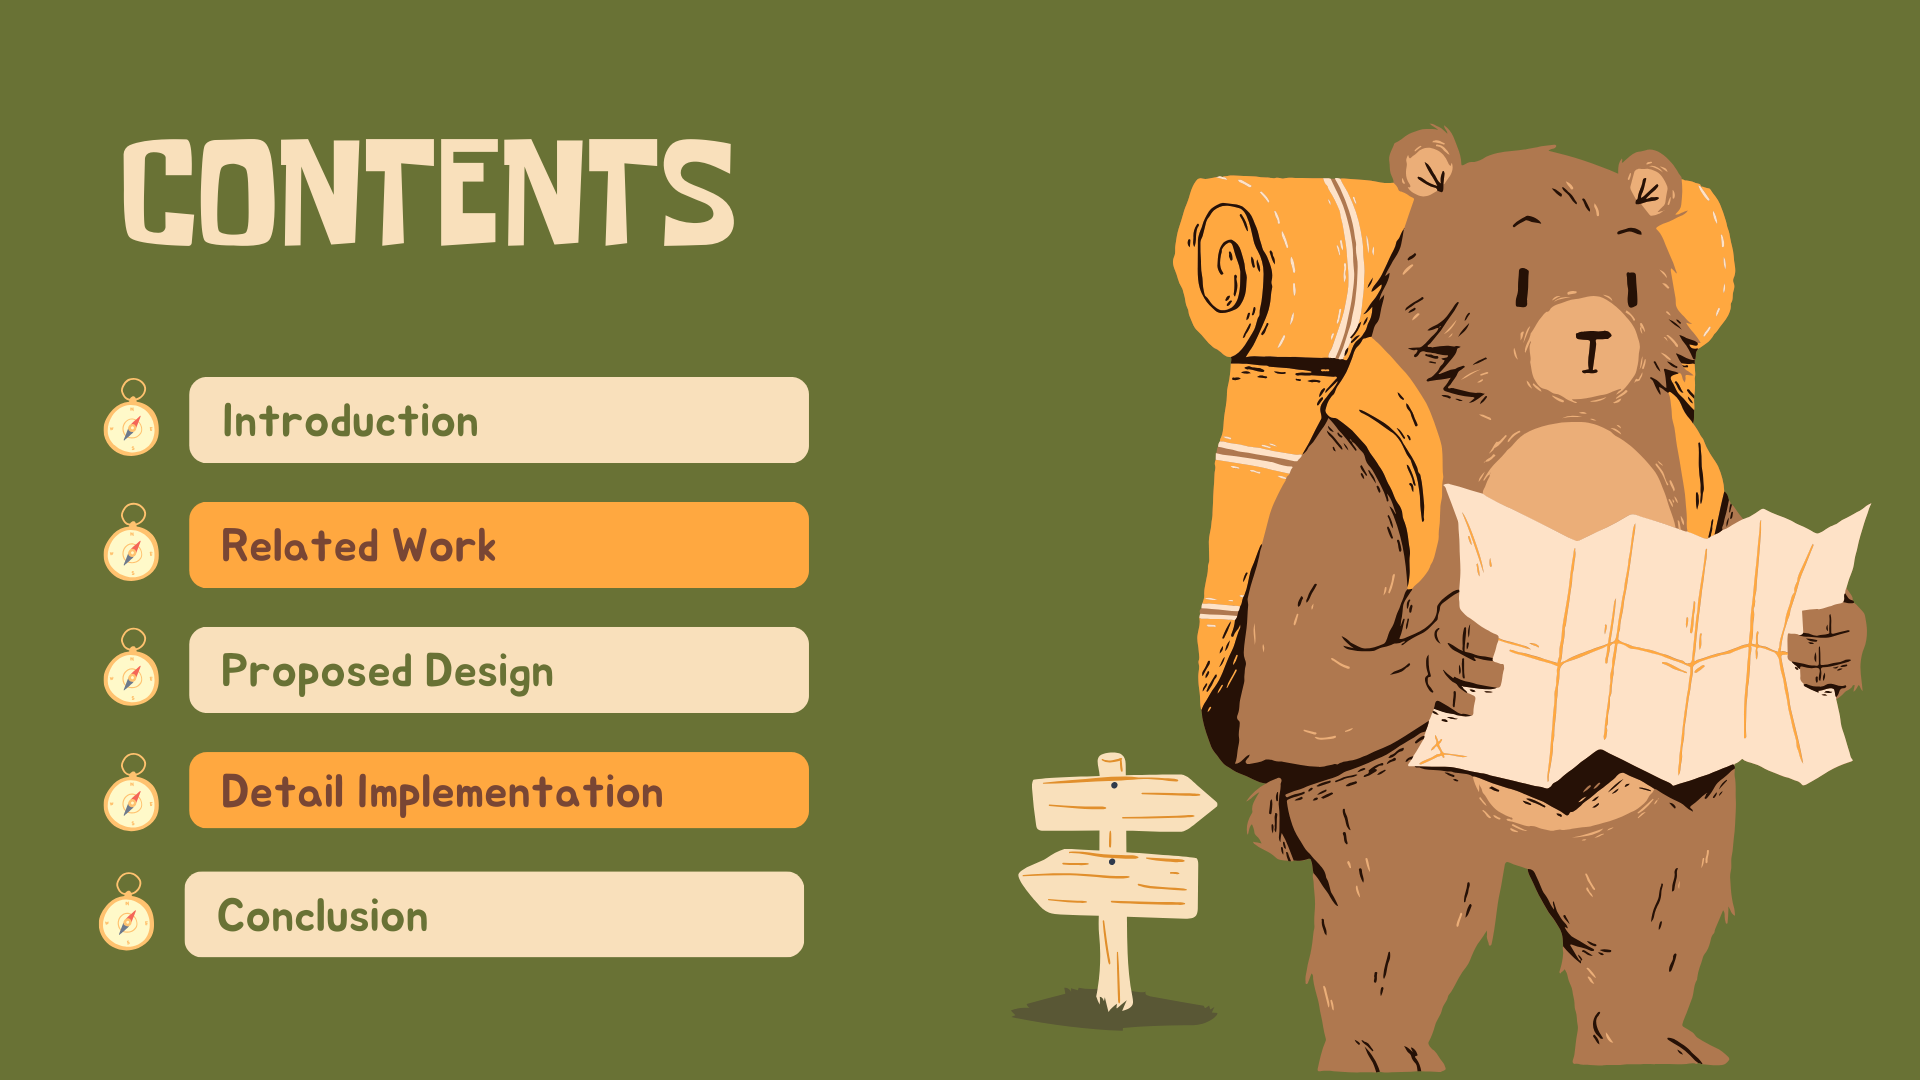 CONTENTS
Introduction
Related Work
Proposed Design
Detail Implementation
Conclusion